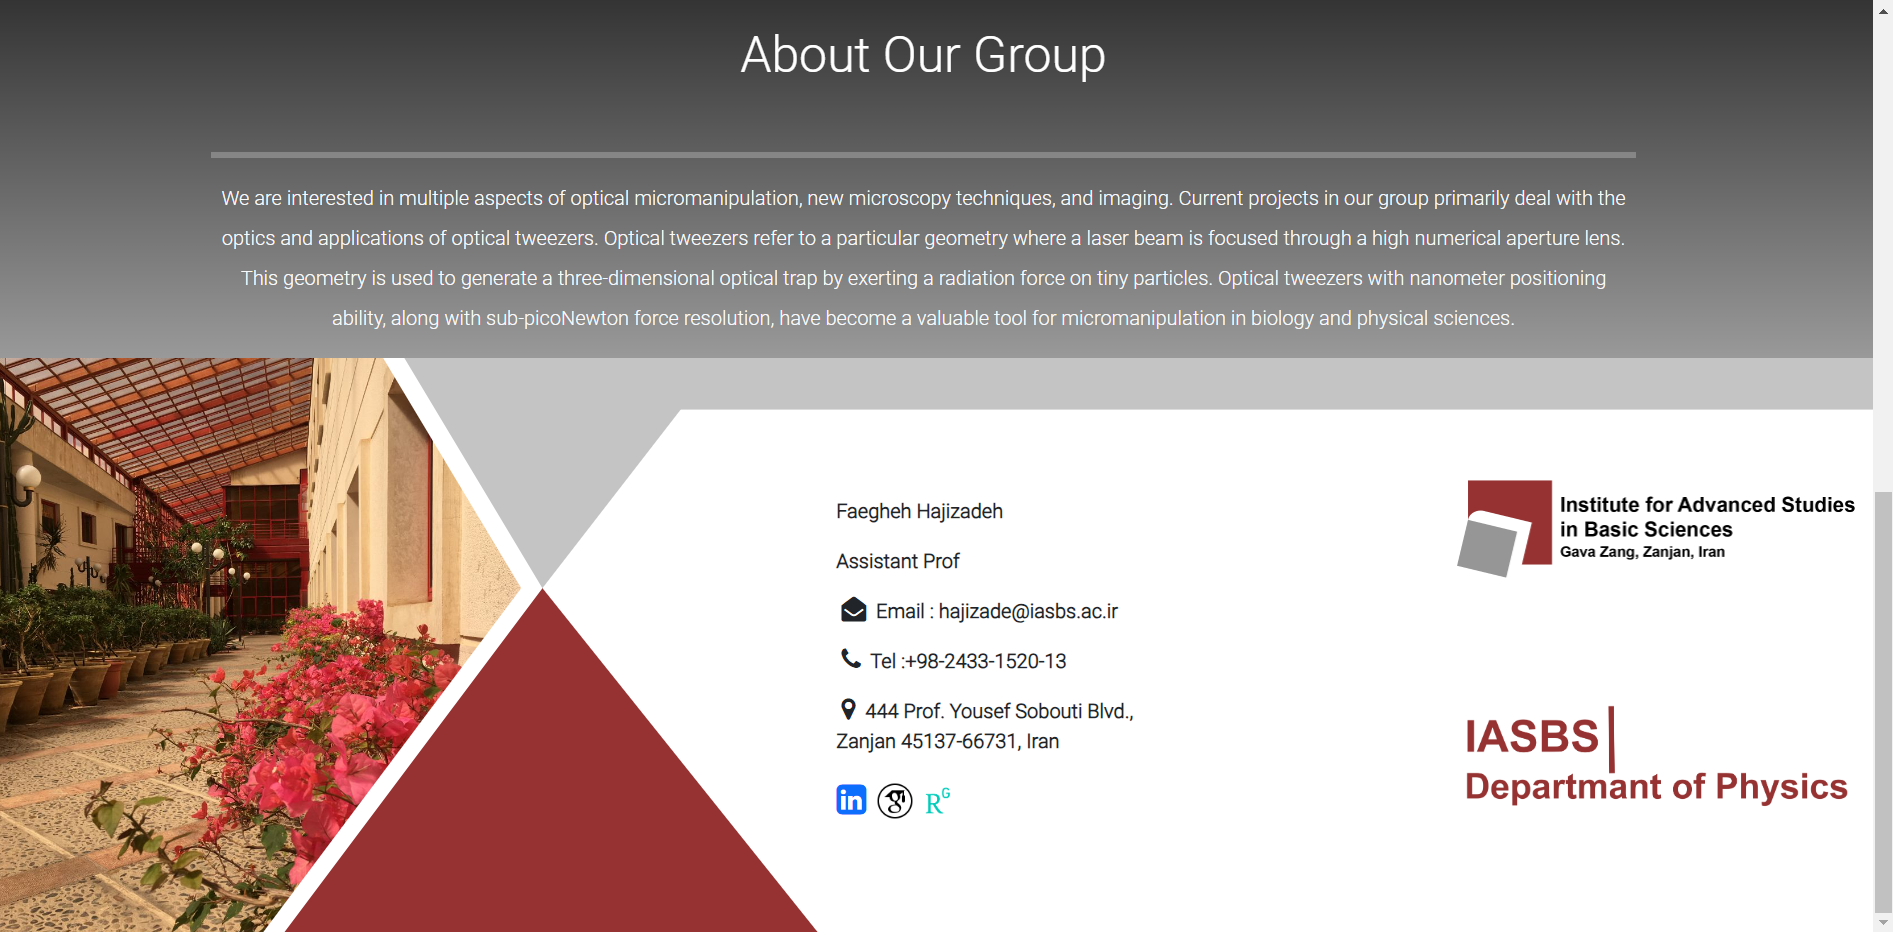 About Our Group
We are interested in multiple aspects of optical micromanipulation, new microscopy techniques, and imaging. Current projects in our group primarily deal with the
optics and applications of optical tweezers. Optical tweezers refer to a particular geometry where a laser beam is focused through a high numerical aperture lens.
This geometry is used to generate a three-dimensional optical trap by exerting a radiation force on tiny particles. Optical tweezers with nanometer positioning
ability, along with sub-picoNewton force resolution, have become a valuable tool for micromanipulation in biology and physical sciences.
Faegheh Hajizadeh
Assistant Prof
Email : hajizade@iasbs.ac.ir
Tel :+98-2433-1520-13
444 Prof. Yousef Sobouti Blvd.,
Zanjan 45137-66731, Iran
in g RG
Institute for Advanced Studies
in Basic Sciences
Gava Zang, Zanjan, Iran
IASBS
Departmant of Physics